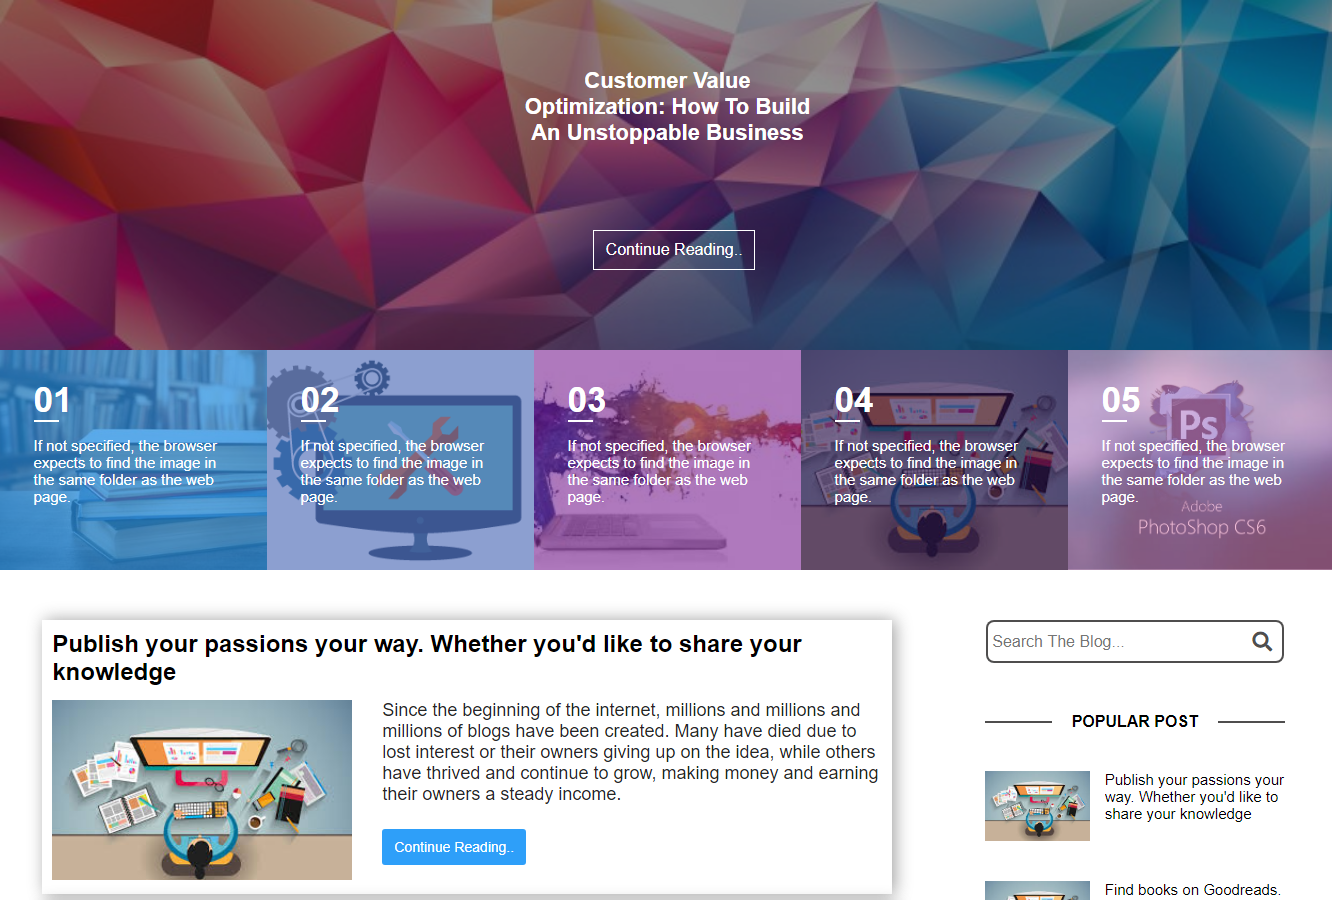 Customer Value
Optimization: How To Build
An Unstoppable Business
Continue Reading..
01
If not specified, the browser
expects to find the image in
the same folder as the web
page.
02
If not specified, the browser
expects to find the image in
the same folder as the web
page.
03
If not specified, the browser
expects to find the image in
the same folder as the web
page.
04
If not specified, the browser
expects to find the image in
the same folder as the web
page.
05
Ps
If not specified, the browser
expects to find the image in
the same folder as the web
page.
Adobe
PhotoShop CS6
Publish your passions your way. Whether you'd like to share your
knowledge
Since the beginning of the internet, millions and millions and
millions of blogs have been created. Many have died due to
lost interest or their owners giving up on the idea, while others
have thrived and continue to grow, making money and earning
their owners a steady income.
Continue Reading..
Search The Blog...
POPULAR POST
Publish your passions your
way. Whether you'd like to
share your knowledge
Find books on Goodreads.